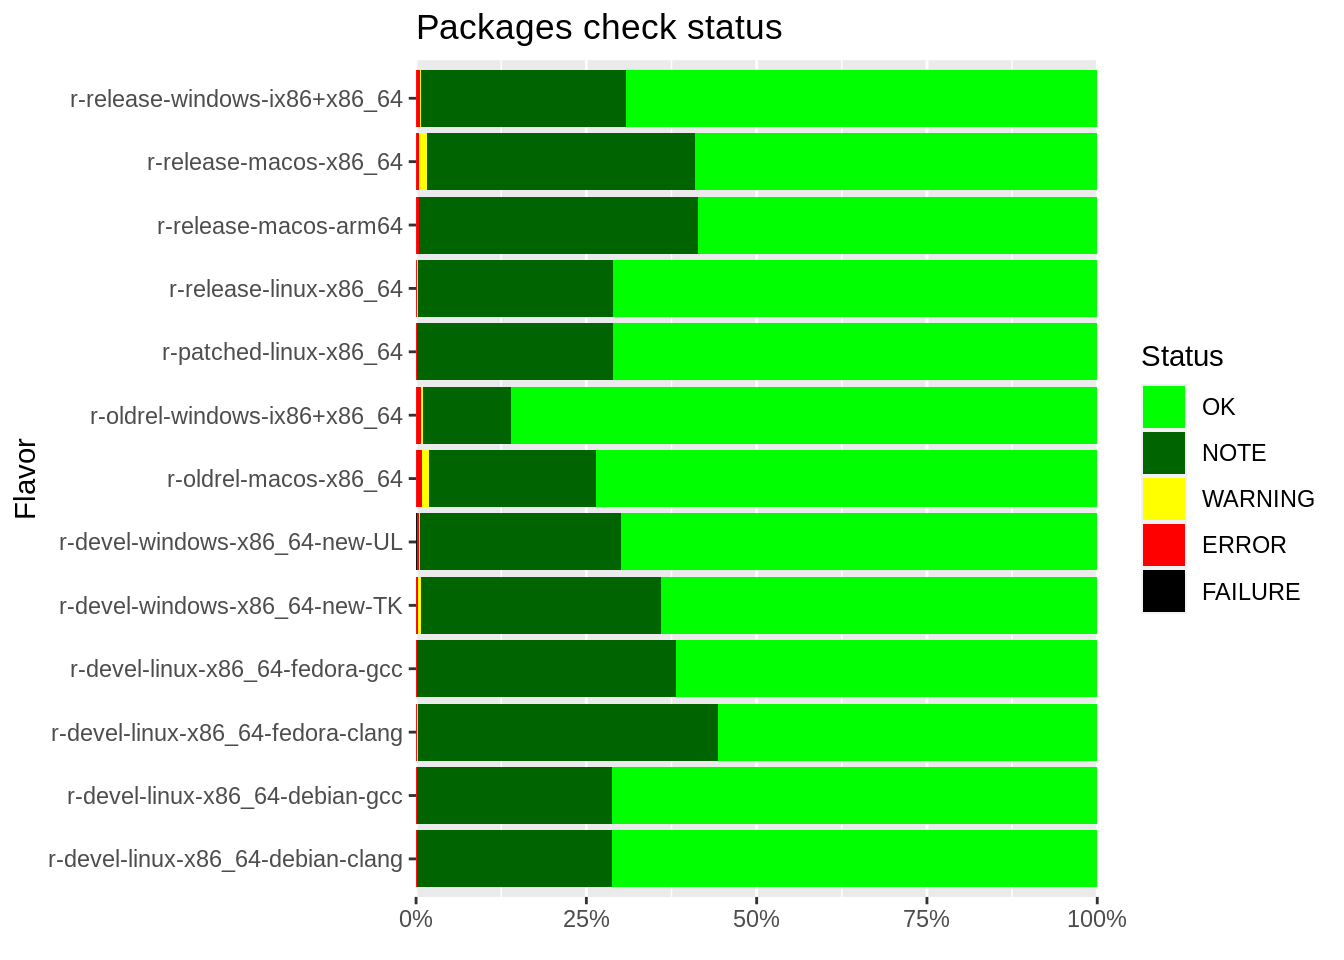 Packages check status
Flavor
r-release-windows-ix86+x86_64
r-release-macos-x86_64
r-release-macos-arm64
r-release-linux-x86_64
r-patched-linux-x86_64
r-oldrel-windows-ix86+x86_64
r-oldrel-macos-x86_64
r-devel-windows-x86_64-new-UL
r-devel-windows-x86_64-new-TK
r-devel-linux-x86_64-fedora-gcc
r-devel-linux-x86_64-fedora-clang
r-devel-linux-x86_64-debian-gcc
r-devel-linux-x86_64-debian-clang
0% 25% 50% 75% 100%
Status
OK
NOTE
WARNING
ERROR
FAILURE